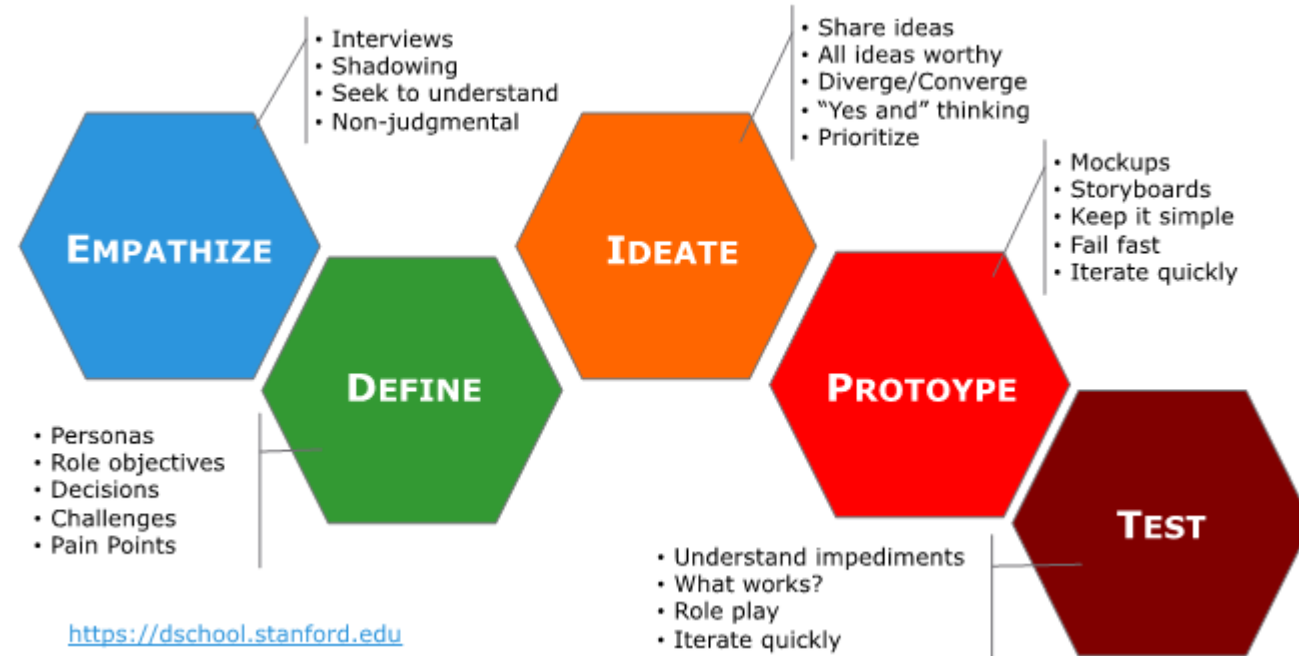 EMPATHIZE
• Interviews
• Shadowing
• Seek to understand
• Non-judgmental
DEFINE
• Personas
• Role objectives
• Decisions
• Challenges
• Pain Points
IDEATE
• Share ideas
• All ideas worthy
• Diverge/Converge
• “Yes and” thinking
• Prioritize
PROTOYPE
• Mockups
• Storyboards
• Keep it simple
• Fail fast
• Iterate quickly
TEST
• Understand impediments
• What works?
• Role play
• Iterate quickly
https://dschool.stanford.edu